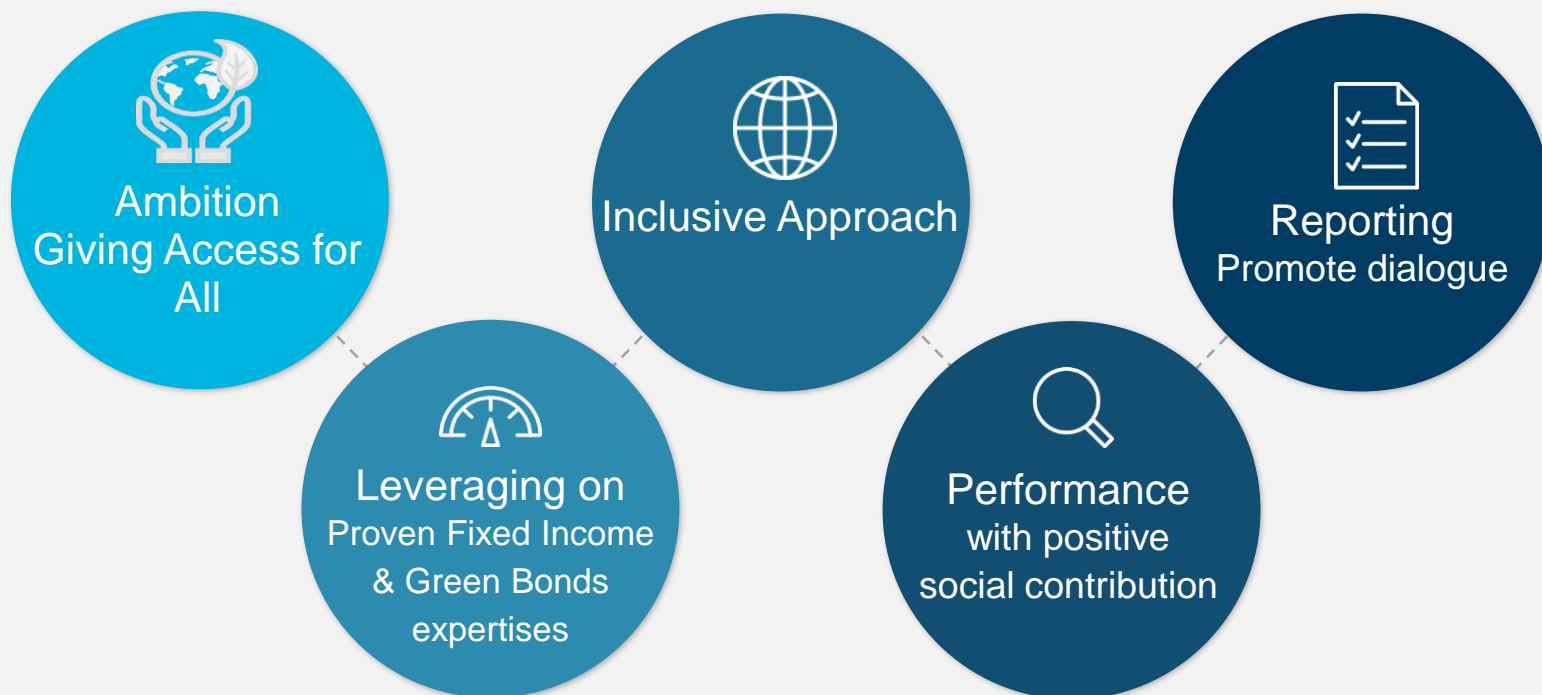 Ambition
Giving Access for
All
Leveraging on
Proven Fixed Income
& Green Bonds
expertises
Inclusive Approach
Performance
with positive
social contribution
Reporting
Promote dialogue